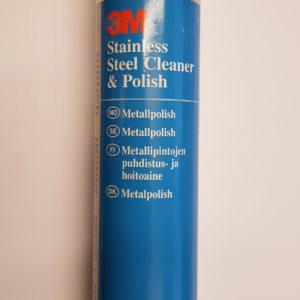 3M
Stainless
Steel Cleaner
& Polish
NO Metallpolish
SE Metallpolish
FI Metallipintojen
puhdistus- ja
hoitoaine
DK Metalpolish